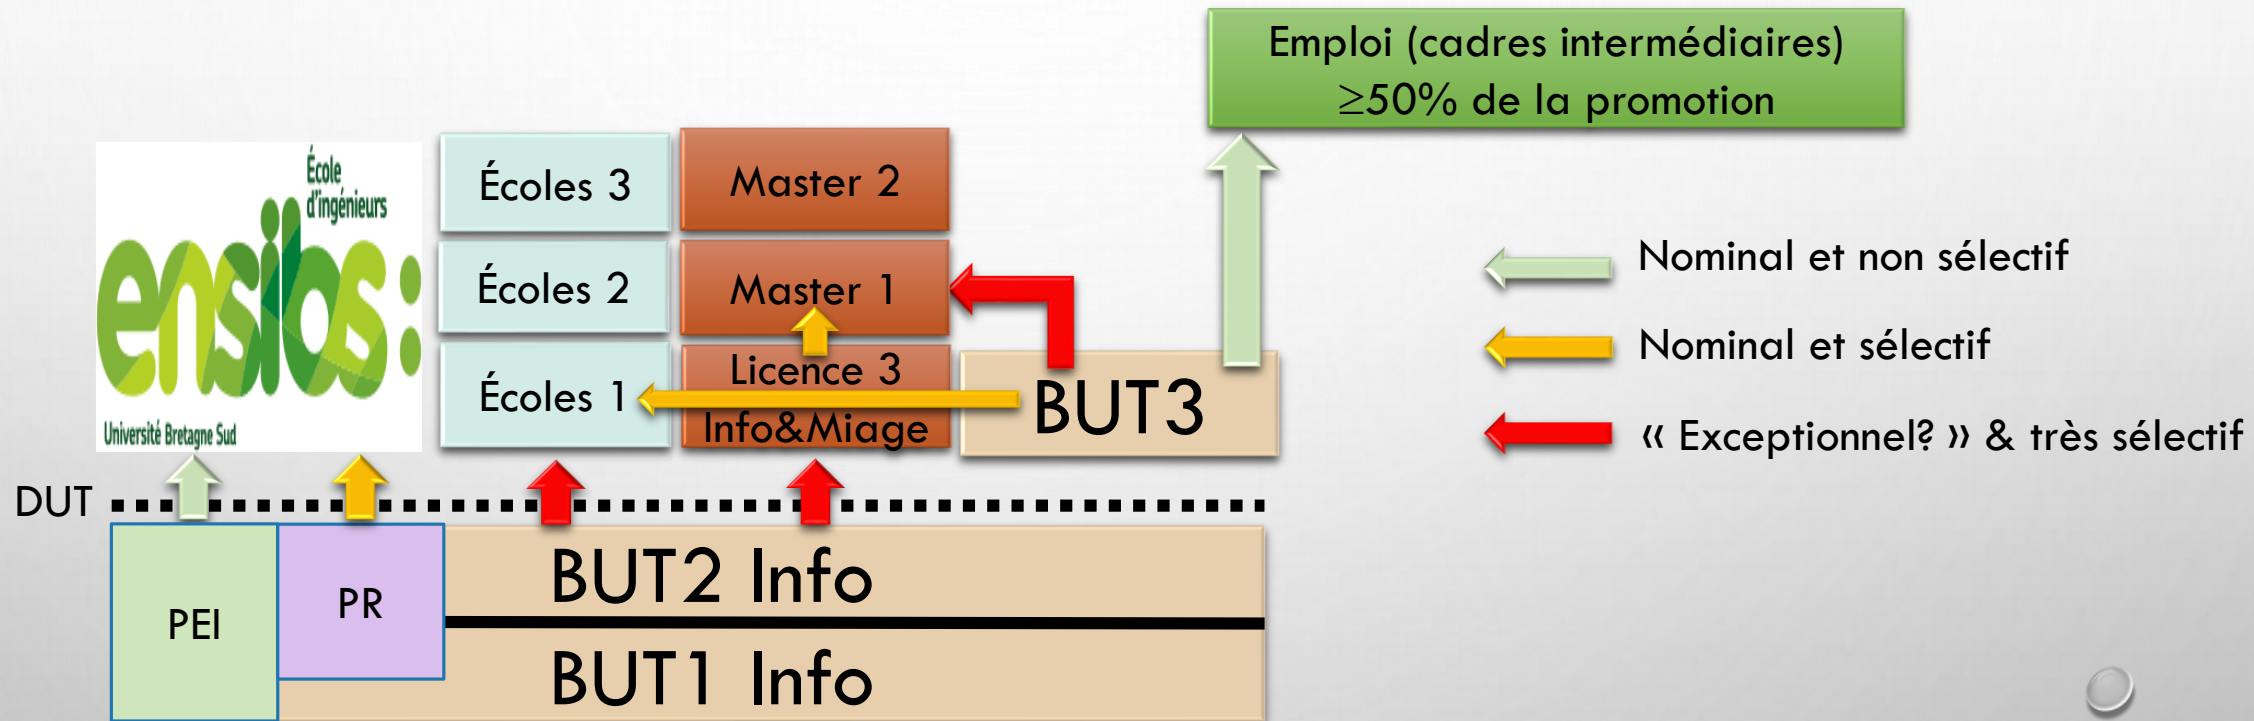 Emploi (cadres intermédiaires)
≥50% de la promotion
École
d'ingénieurs
ensibs:
Université Bretagne Sud
Écoles 3
Master 2
Écoles 2
Master 1
Écoles 1
Licence 3
Info&Miage
BUT3
Nominal et non sélectif
Nominal et sélectif
« Exceptionnel? » & très sélectif
DUT
PEI
PR
BUT2 Info
BUT1 Info